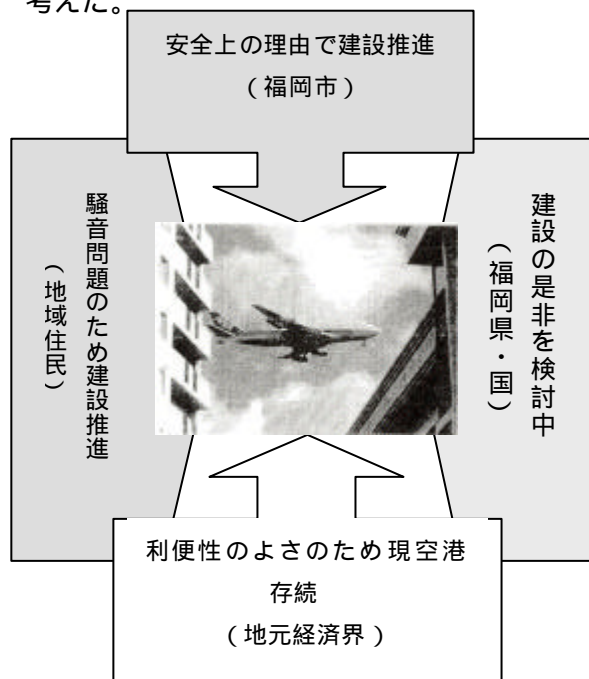 考えた。
安全上の理由で建設推進
（福岡市）
騒音問題のため建設推進
（地域住民）
建設の是非を検討中
（福岡県・国）
利便性のよさのため現空港
存続
（地元経済界）